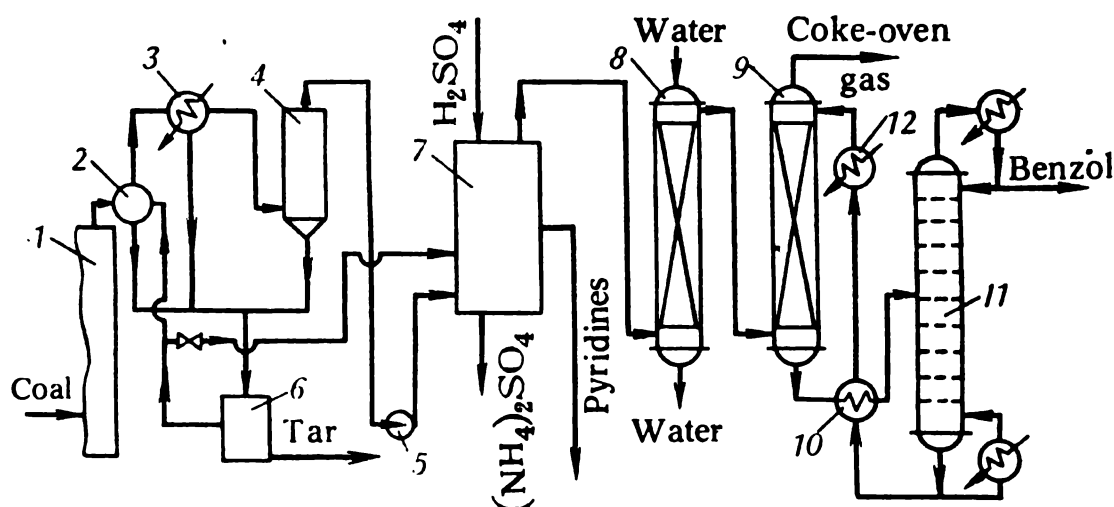 Water
Coke-oven
gas
H₂SO₄
3
4
8
9
12
7
Benzol
2
1
11
Coal
6
Tar
5
(NH₄)₂SO₄
Pyridines
Water
10